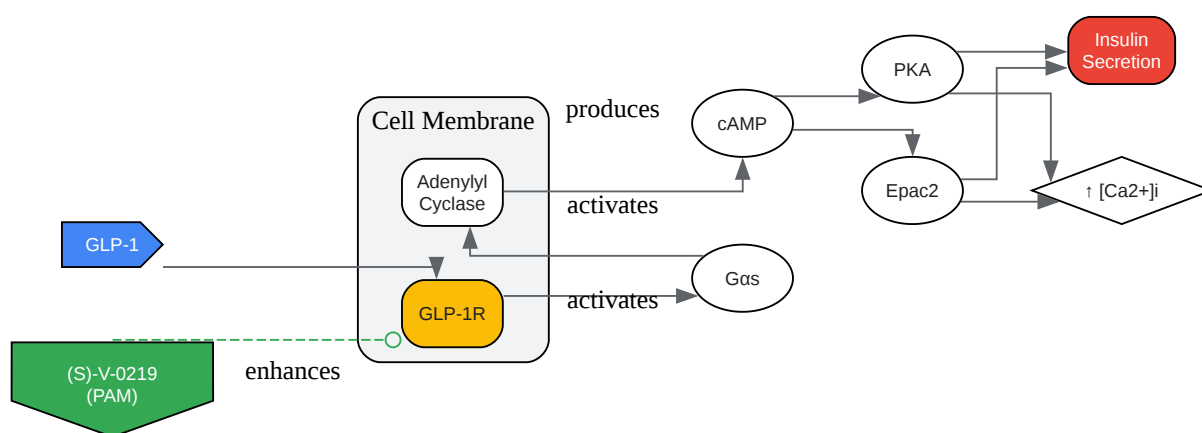 Insulin
Secretion
PKA
produces
cAMP
Cell Membrane
Adenylyl
Cyclase
activates
Epac2
↑ [Ca2+]i
GLP-1
Gαs
GLP-1R
activates
(S)-V-0219
(PAM)
enhances